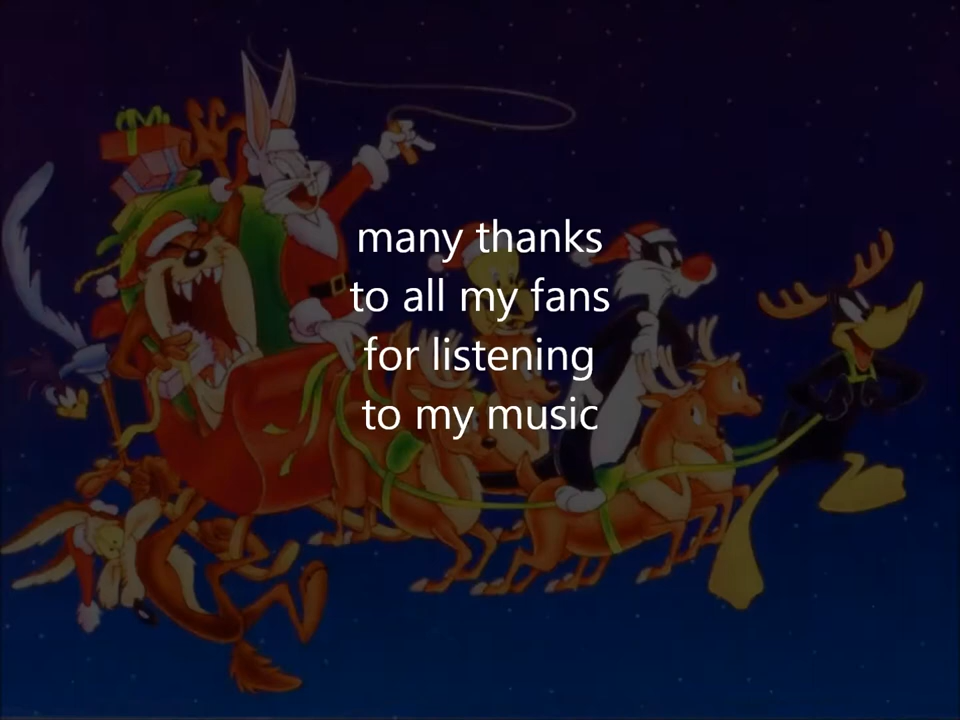 many thanks
to all my fans
for listening
to my music